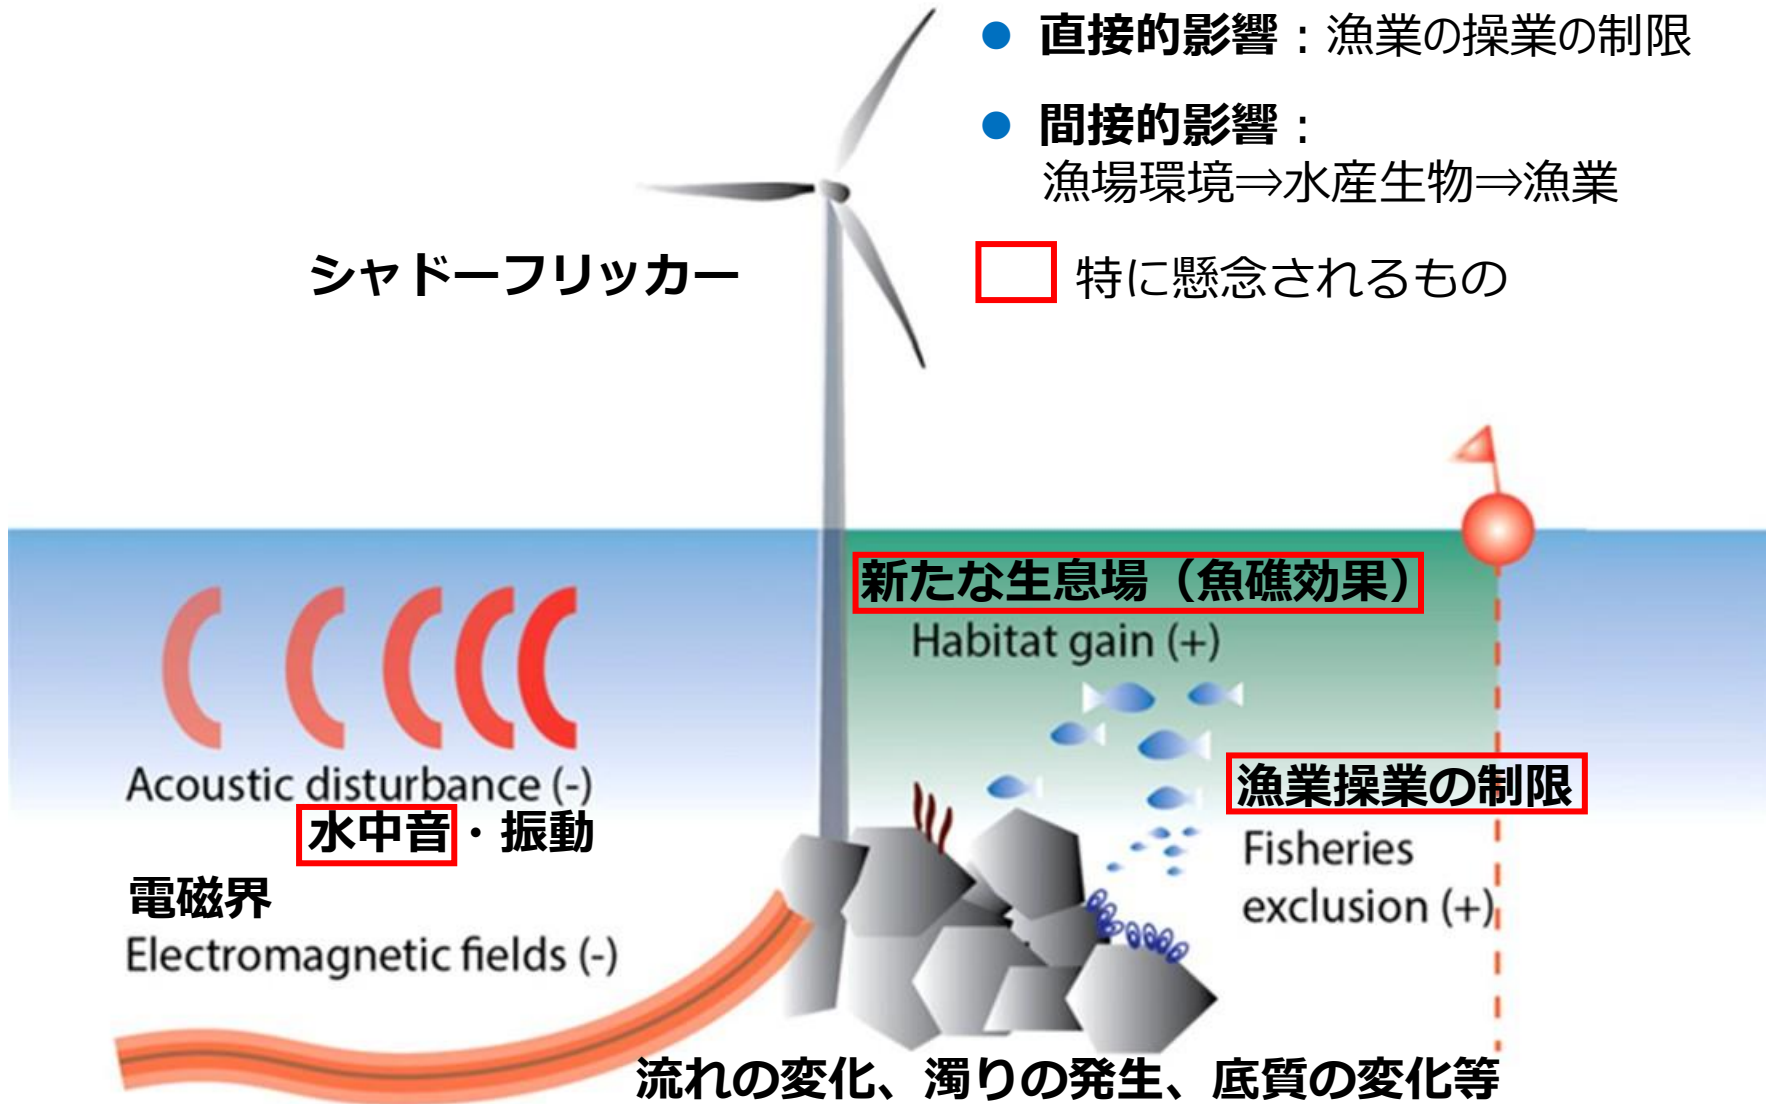 ● 直接的影響：漁業の操業の制限
● 間接的影響：
漁場環境⇒水産生物⇒漁業
シャドーフリッカー
特に懸念されるもの
新たな生息場（魚礁効果）
Habitat gain (+)
Acoustic disturbance (-)
水中音・振動
漁業操業の制限
Fisheries
exclusion (+)
電磁界
Electromagnetic fields (-)
流れの変化、濁りの発生、底質の変化等